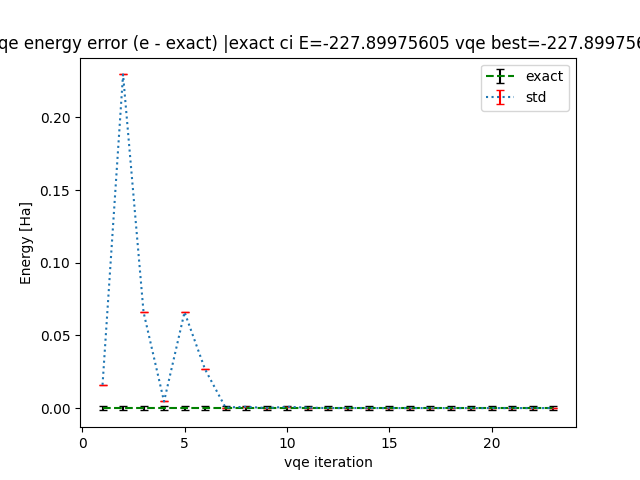 qe energy error (e - exact) |exact ci E=-227.89975605 vqe best=-227.899756
exact
std
0.20
0.15
Energy [Ha]
0.10
0.05
0.00
0 5 10 15 20
vqe iteration